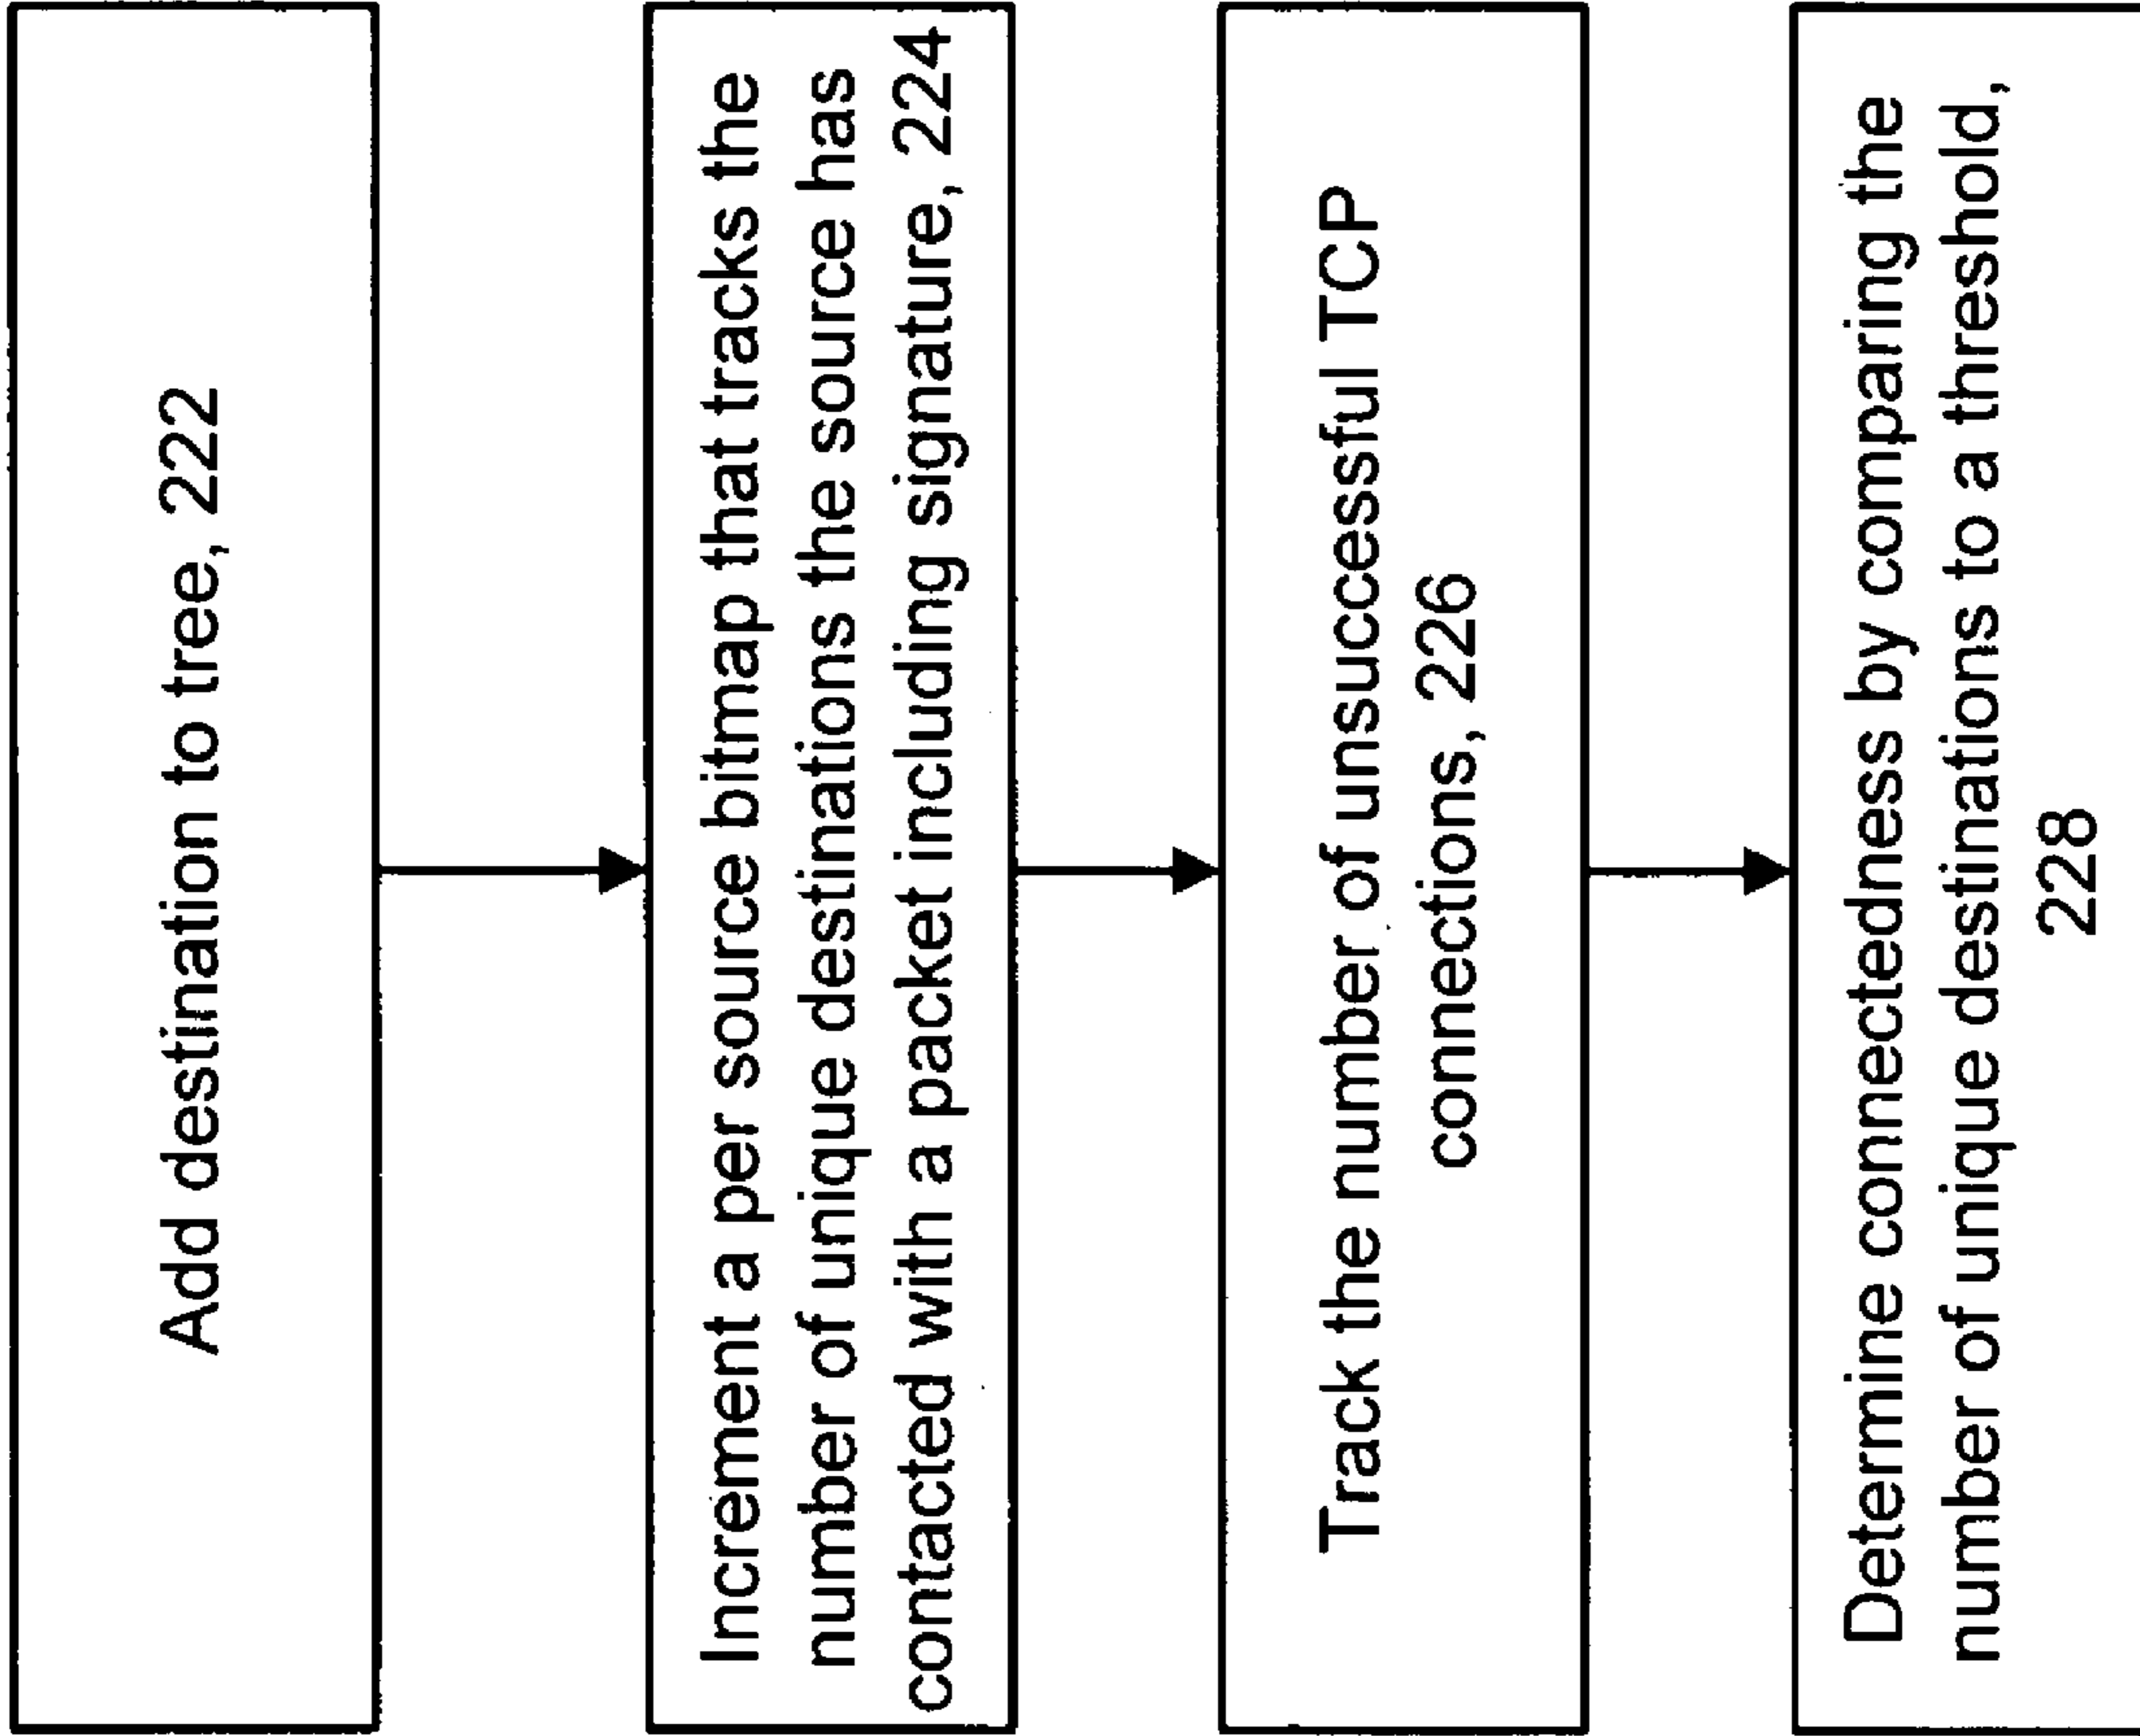 Add destination to tree, 222
Increment a per source bitmap that tracks the
number of unique destinations the source has
contacted with a packet including signature, 224
Track the number of unsuccessful TCP
connections, 226
Determine connectedness by comparing the
number of unique destinations to a threshold,
228